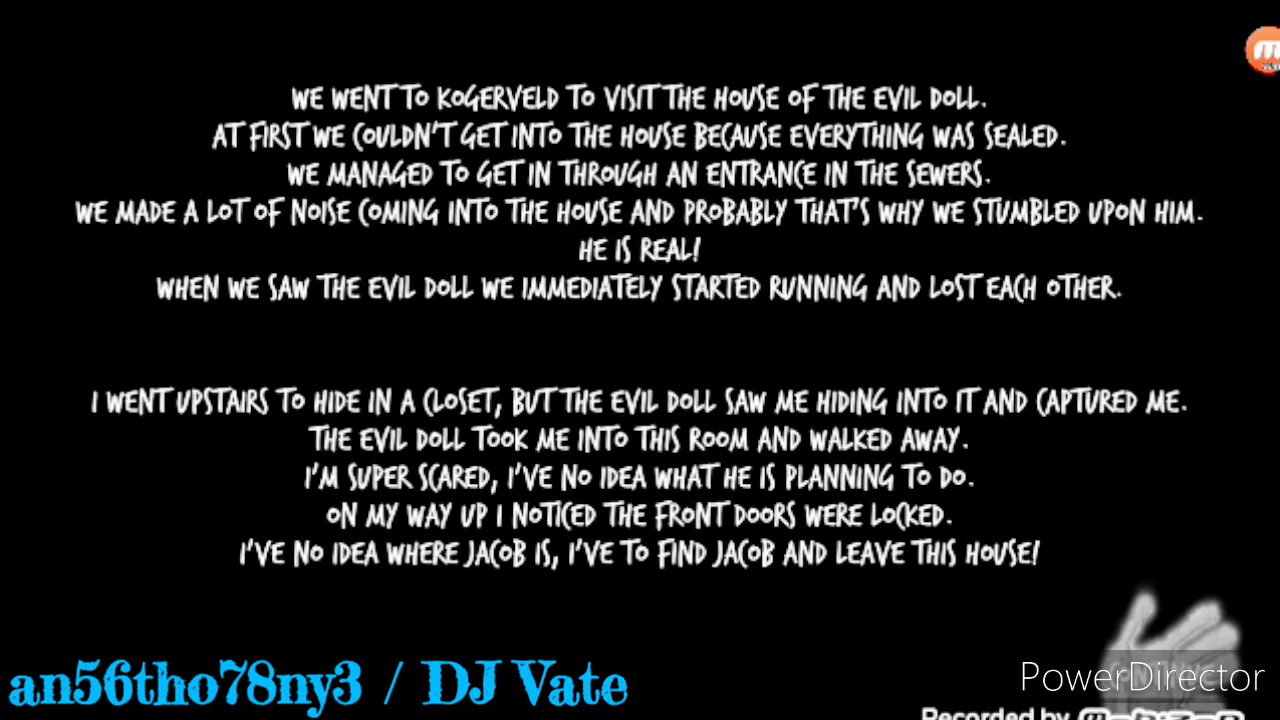 WE WENT TO KOGERVELD TO VISIT THE HOUSE OF THE EVIL DOLL.
AT FIRST WE COULDN'T GET INTO THE HOUSE BECAUSE EVERYTHING WAS SEALED.
WE MANAGED TO GET IN THROUGH AN ENTRANCE IN THE SEWERS.
WE MADE A LOT OF NOISE COMING INTO THE HOUSE AND PROBABLY THAT'S WHY WE STUMBLED UPON HIM.
HE IS REAL!
WHEN WE SAW THE EVIL DOLL WE IMMEDIATELY STARTED RUNNING AND LOST EACH OTHER.
I WENT UPSTAIRS TO HIDE IN A CLOSET, BUT THE EVIL DOLL SAW ME HIDING INTO IT AND CAPTURED ME.
THE EVIL DOLL TOOK ME INTO THIS ROOM AND WALKED AWAY.
I'M SUPER SCARED, I'VE NO IDEA WHAT HE IS PLANNING TO DO.
ON MY WAY UP I NOTICED THE FRONT DOORS WERE LOCKED.
I'VE NO IDEA WHERE JACOB IS, I'VE TO FIND JACOB AND LEAVE THIS HOUSE!
an56tho78ny3 / DJ Vate
PowerDirector
Recorded by